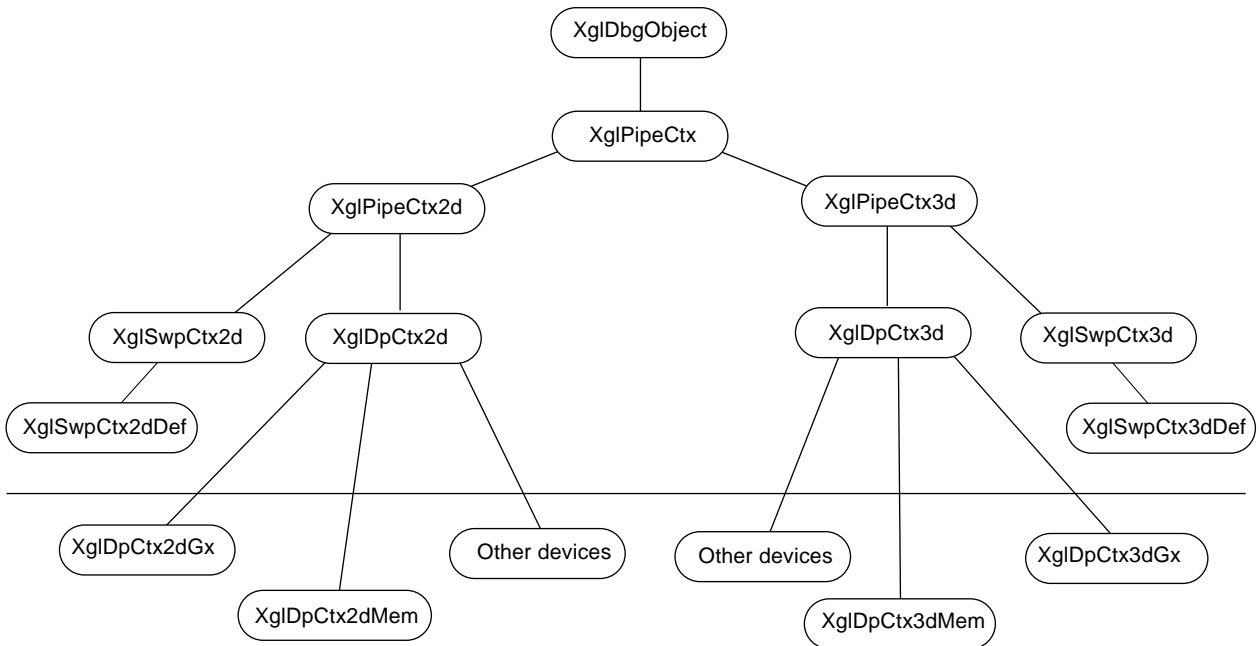 XglDbgObject
XglPipeCtx
XglPipeCtx2d
XglPipeCtx3d
XglSwpCtx2d
XglDpCtx2d
XglDpCtx3d
XglSwpCtx3d
XglSwpCtx2dDef
XglSwpCtx3dDef
XglDpCtx2dGx
Other devices
Other devices
XglDpCtx3dGx
XglDpCtx2dMem
XglDpCtx3dMem